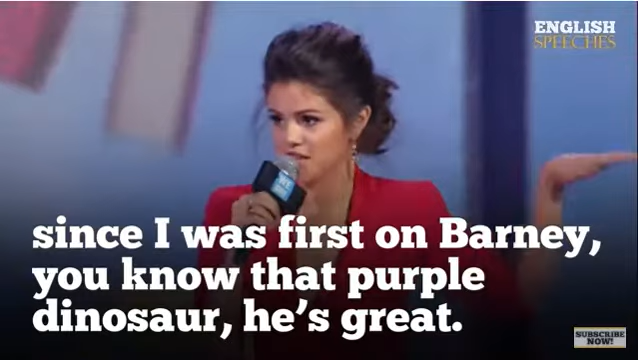 ENGLISH
SPEECHES
since I was first on Barney,
you know that purple
dinosaur, he's great.
SUBSCRIBE
NOW!